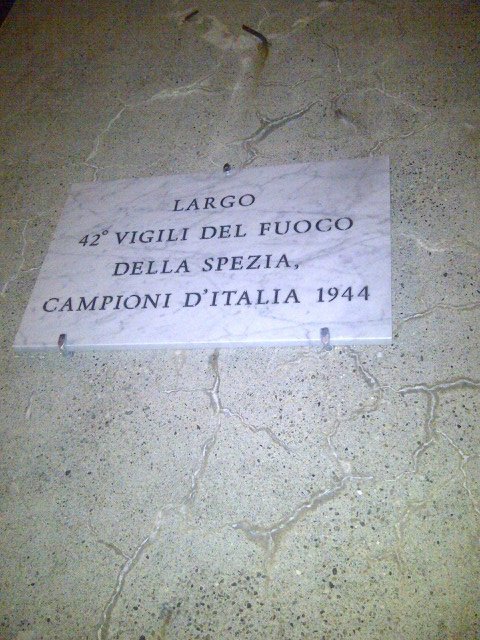 LARGO
42° VIGILI DEL FUOCO
DELLA SPEZIA,
CAMPIONI D'ITALIA 1944